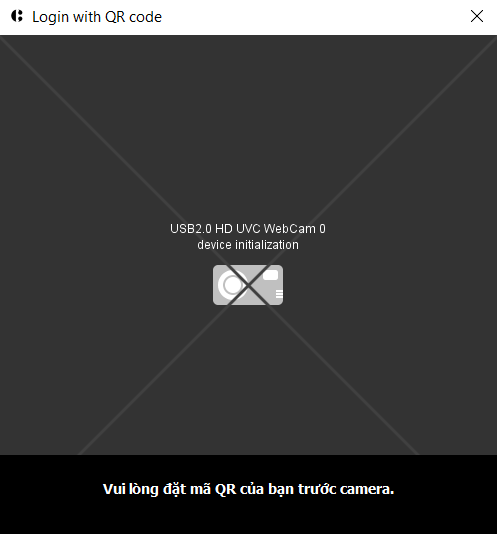 Login with QR code
USB2.0 HD UVC WebCam 0
device initialization
Vui lòng đặt mã QR của bạn trước camera.